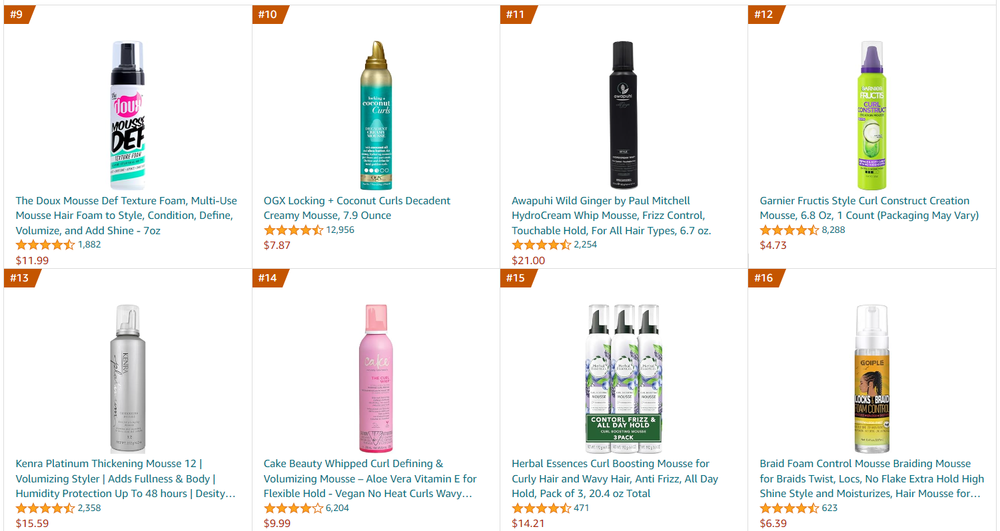 #9
#10
#11
#12
the
doux
MOUSSE
DEF
TEXTURE FOAM
locking +
coconut
Curls
DECADENT
CREAMY
MOUSSE
OGX
awapuhi
STYLE
GARNIER
FRUCTIS
CURL
CONSTRUCT
CREATION MOUSSE
The Doux Mousse Def Texture Foam, Multi-Use
Mousse Hair Foam to Style, Condition, Define,
Volumize, and Add Shine - 7oz
1,882
$11.99
OGX Locking + Coconut Curls Decadent
Creamy Mousse, 7.9 Ounce
12,956
$7.87
Awapuhi Wild Ginger by Paul Mitchell
HydroCream Whip Mousse, Frizz Control,
Touchable Hold, For All Hair Types, 6.7 oz.
2,254
$21.00
Garnier Fructis Style Curl Construct Creation
Mousse, 6.8 Oz, 1 Count (Packaging May Vary)
8,288
$4.73
#13
#14
#15
#16
KENRA
platinum
12
cake
THE CURL
WHIP
Herbal
Essences
CURL BOOSTING
MOUSSE
CONTORL FRIZZ &
ALL DAY HOLD
CURL BOOSTING MOUSSE
3 PACK
GOIPLE
LOCKS & BRAID
FOAM CONTROL
Kenra Platinum Thickening Mousse 12 |
Volumizing Styler | Adds Fullness & Body |
Humidity Protection Up To 48 hours | Desity...
2,358
$15.59
Cake Beauty Whipped Curl Defining &
Volumizing Mousse – Aloe Vera Vitamin E for
Flexible Hold - Vegan No Heat Curls Wavy...
6,204
$9.99
Herbal Essences Curl Boosting Mousse for
Curly Hair and Wavy Hair, Anti Frizz, All Day
Hold, Pack of 3, 20.4 oz Total
471
$14.21
Braid Foam Control Mousse Braiding Mousse
for Braids Twist, Locs, No Flake Extra Hold High
Shine Style and Moisturizes, Hair Mousse for...
623
$6.39